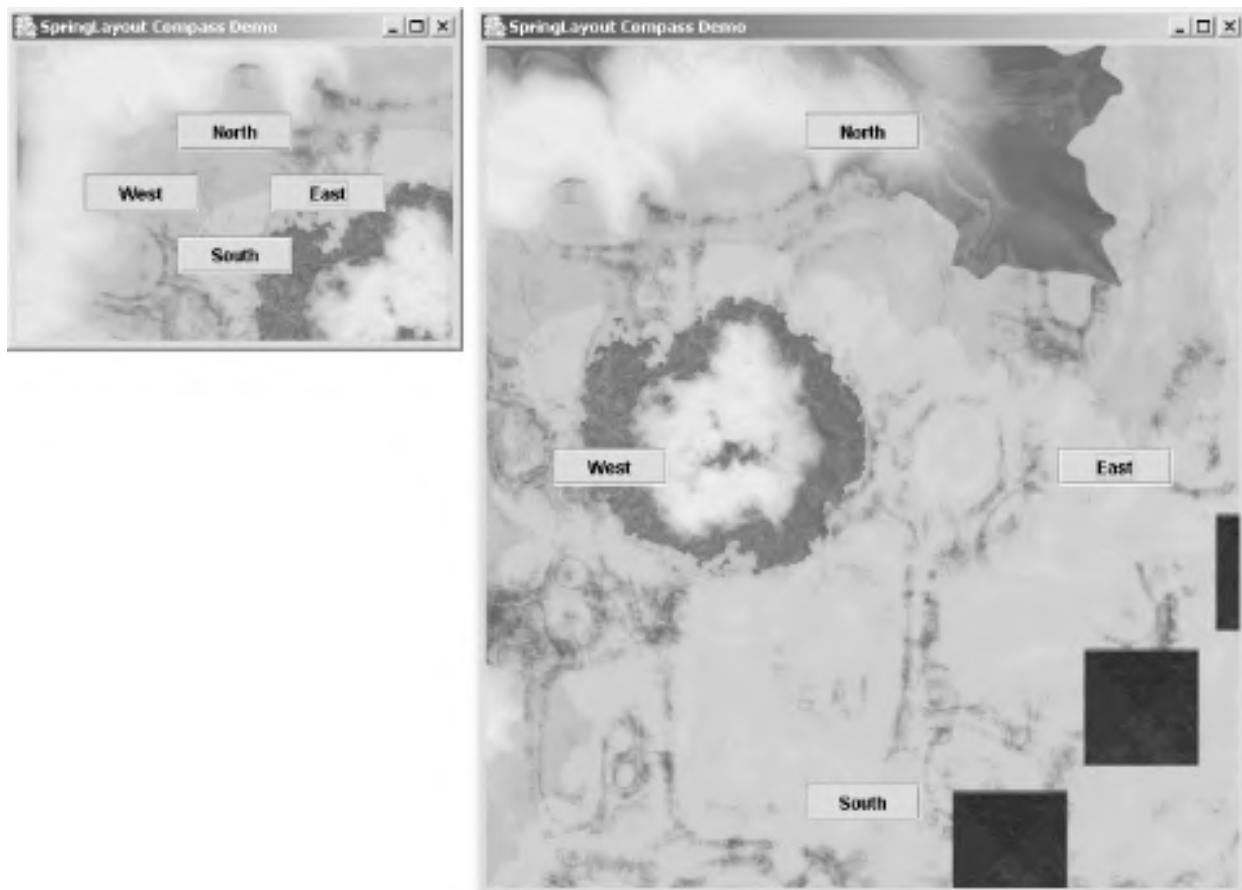 SpringLayout Compass Demo
North
West
East
South
SpringLayout Compass Demo
North
West
East
South